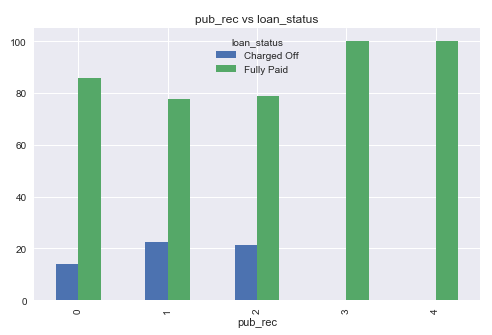 pub_rec vs loan_status
loan_status
Charged Off
Fully Paid
100
80
60
40
20
0
0
1
2
3
4
pub_rec